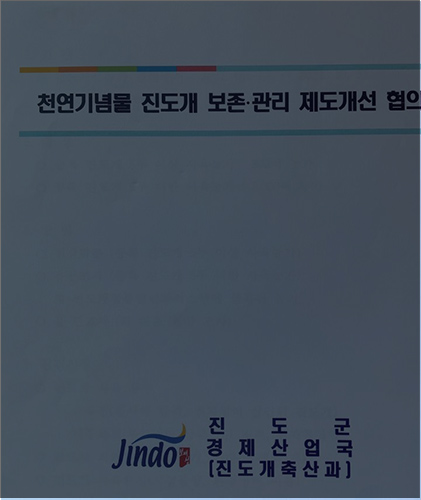 천연기념물 진도개 보존·관리 제도개선 협의
Jindo
진 도 군
경 제 산 업 국
[진도개축산과]